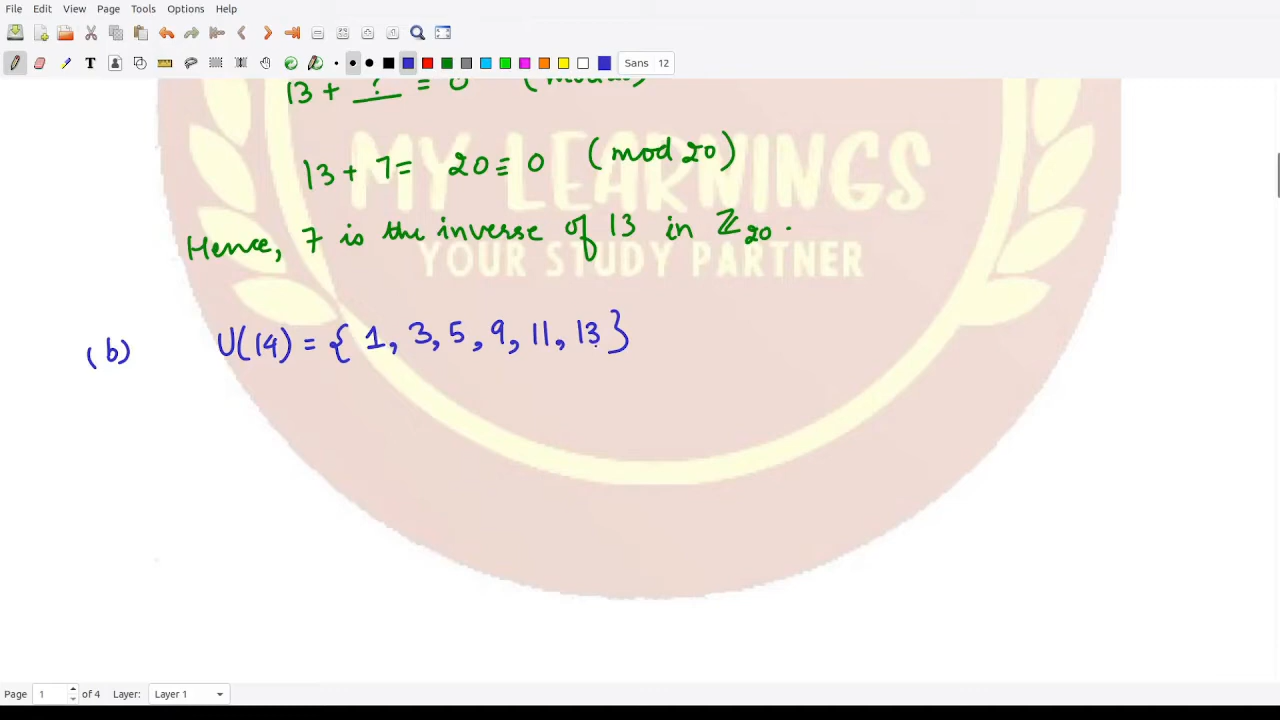 File Edit View Page Tools Options Help
Sans 12
13 + ? = 0
13 + 7 = 20 ≡ 0 (mod 20)
Hence, 7 is the inverse of 13 in ℤ20.
MY LEARNINGS
YOUR STUDY PARTNER
(b) U(14) = { 1, 3, 5, 9, 11, 13 }
Page 1 of 4 Layer: Layer 1